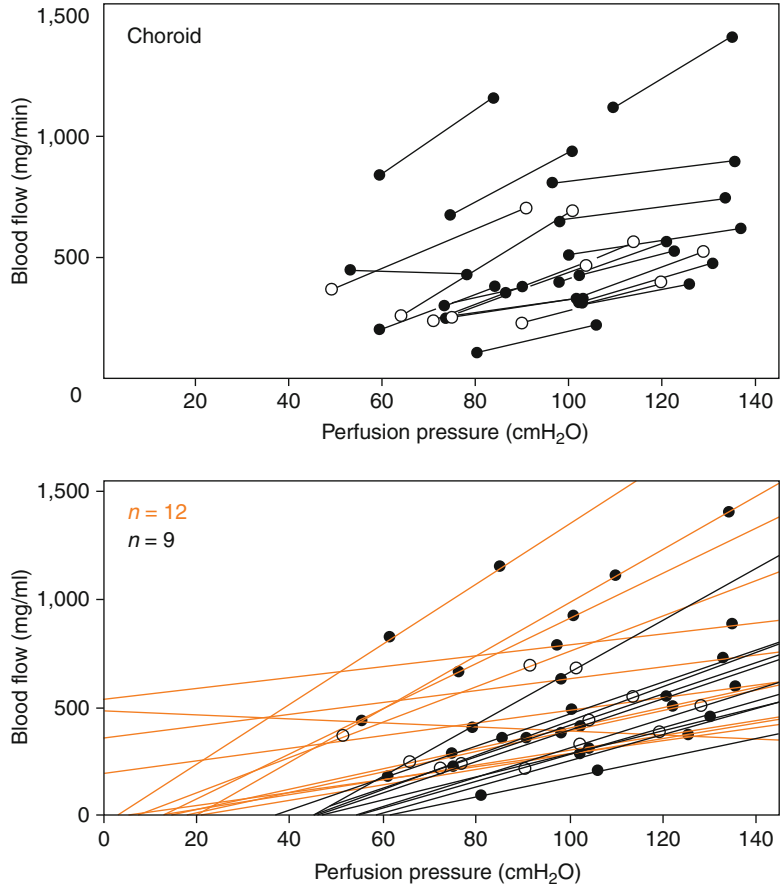 1,500
Choroid
1,000
500
0
Blood flow (mg/min)
20 40 60 80 100 120 140
Perfusion pressure (cmH₂O)
1,500
n = 12
n = 9
1,000
500
0
Blood flow (mg/ml)
0 20 40 60 80 100 120 140
Perfusion pressure (cmH₂O)